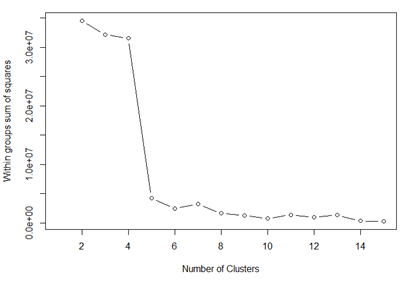 Within groups sum of squares
3.0e+07
2.0e+07
1.0e+07
0.0e+00
2 4 6 8 10 12 14
Number of Clusters